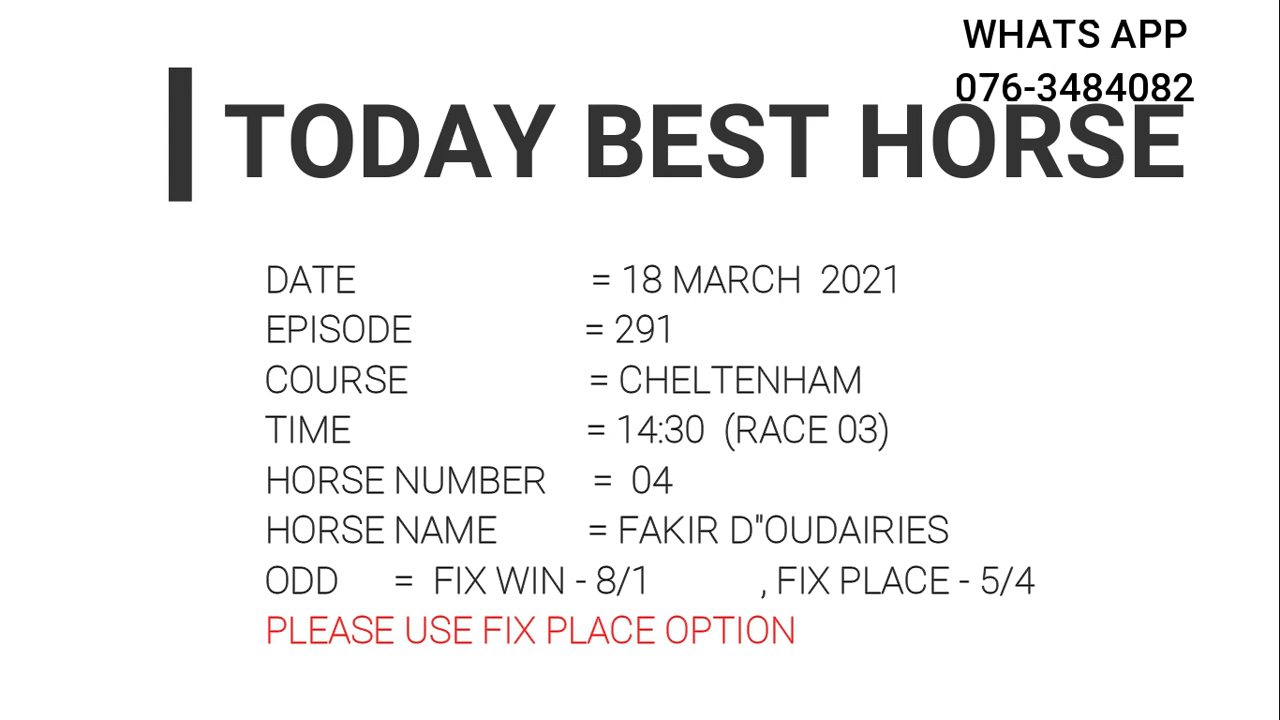 WHATS APP
076-3484082
TODAY BEST HORSE
DATE = 18 MARCH 2021
EPISODE = 291
COURSE = CHELTENHAM
TIME = 14:30 (RACE 03)
HORSE NUMBER = 04
HORSE NAME = FAKIR D"OUDAIRIES
ODD = FIX WIN - 8/1 , FIX PLACE - 5/4
PLEASE USE FIX PLACE OPTION